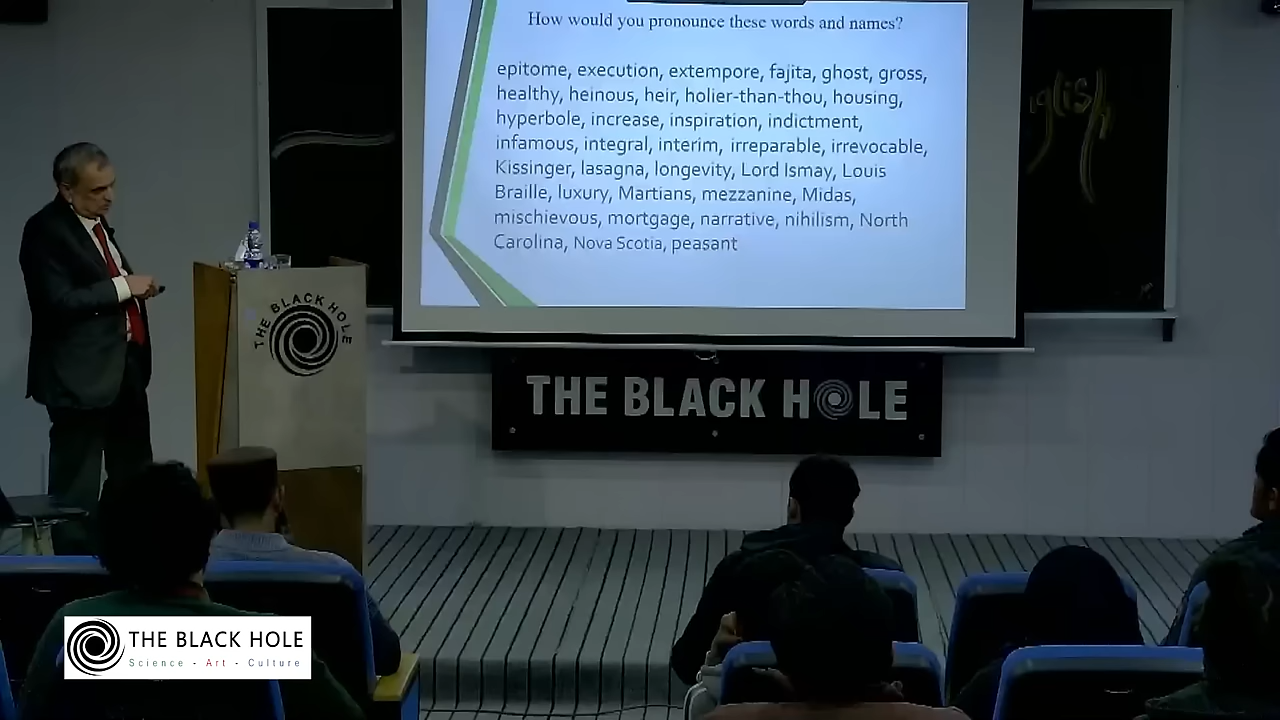 How would you pronounce these words and names?
epitome, execution, extempore, fajita, ghost, gross,
healthy, heinous, heir, holier-than-thou, housing,
hyperbole, increase, inspiration, indictment,
infamous, integral, interim, irreparable, irrevocable,
Kissinger, lasagna, longevity, Lord Ismay, Louis
Braille, luxury, Martians, mezzanine, Midas,
mischievous, mortgage, narrative, nihilism, North
Carolina, Nova Scotia, peasant
THE BLACK HOLE
THE BLACK HOLE
THE BLACK HOLE
Science - Art - Culture